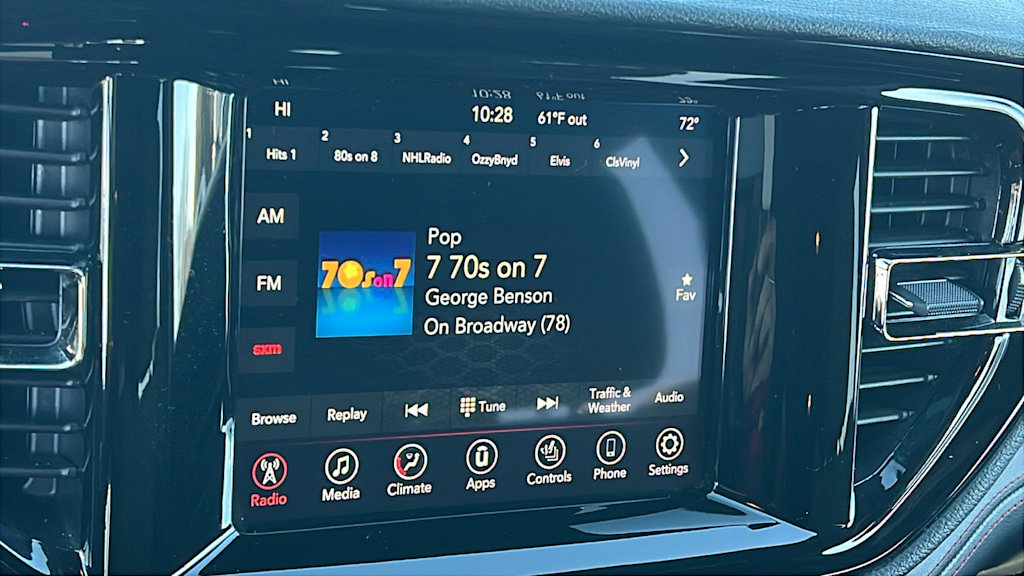 HI 10:28 61°F out 72°
1 Hits 1 2 80s on 8 3 NHLRadio 4 OzzyBnyd 5 Elvis 6 ClsVinyl
AM
FM
sxm
70s on 7
Pop
7 70s on 7
George Benson
On Broadway (78)
Fav
Browse Replay Tune Traffic &
Weather Audio
Radio Media Climate Apps Controls Phone Settings